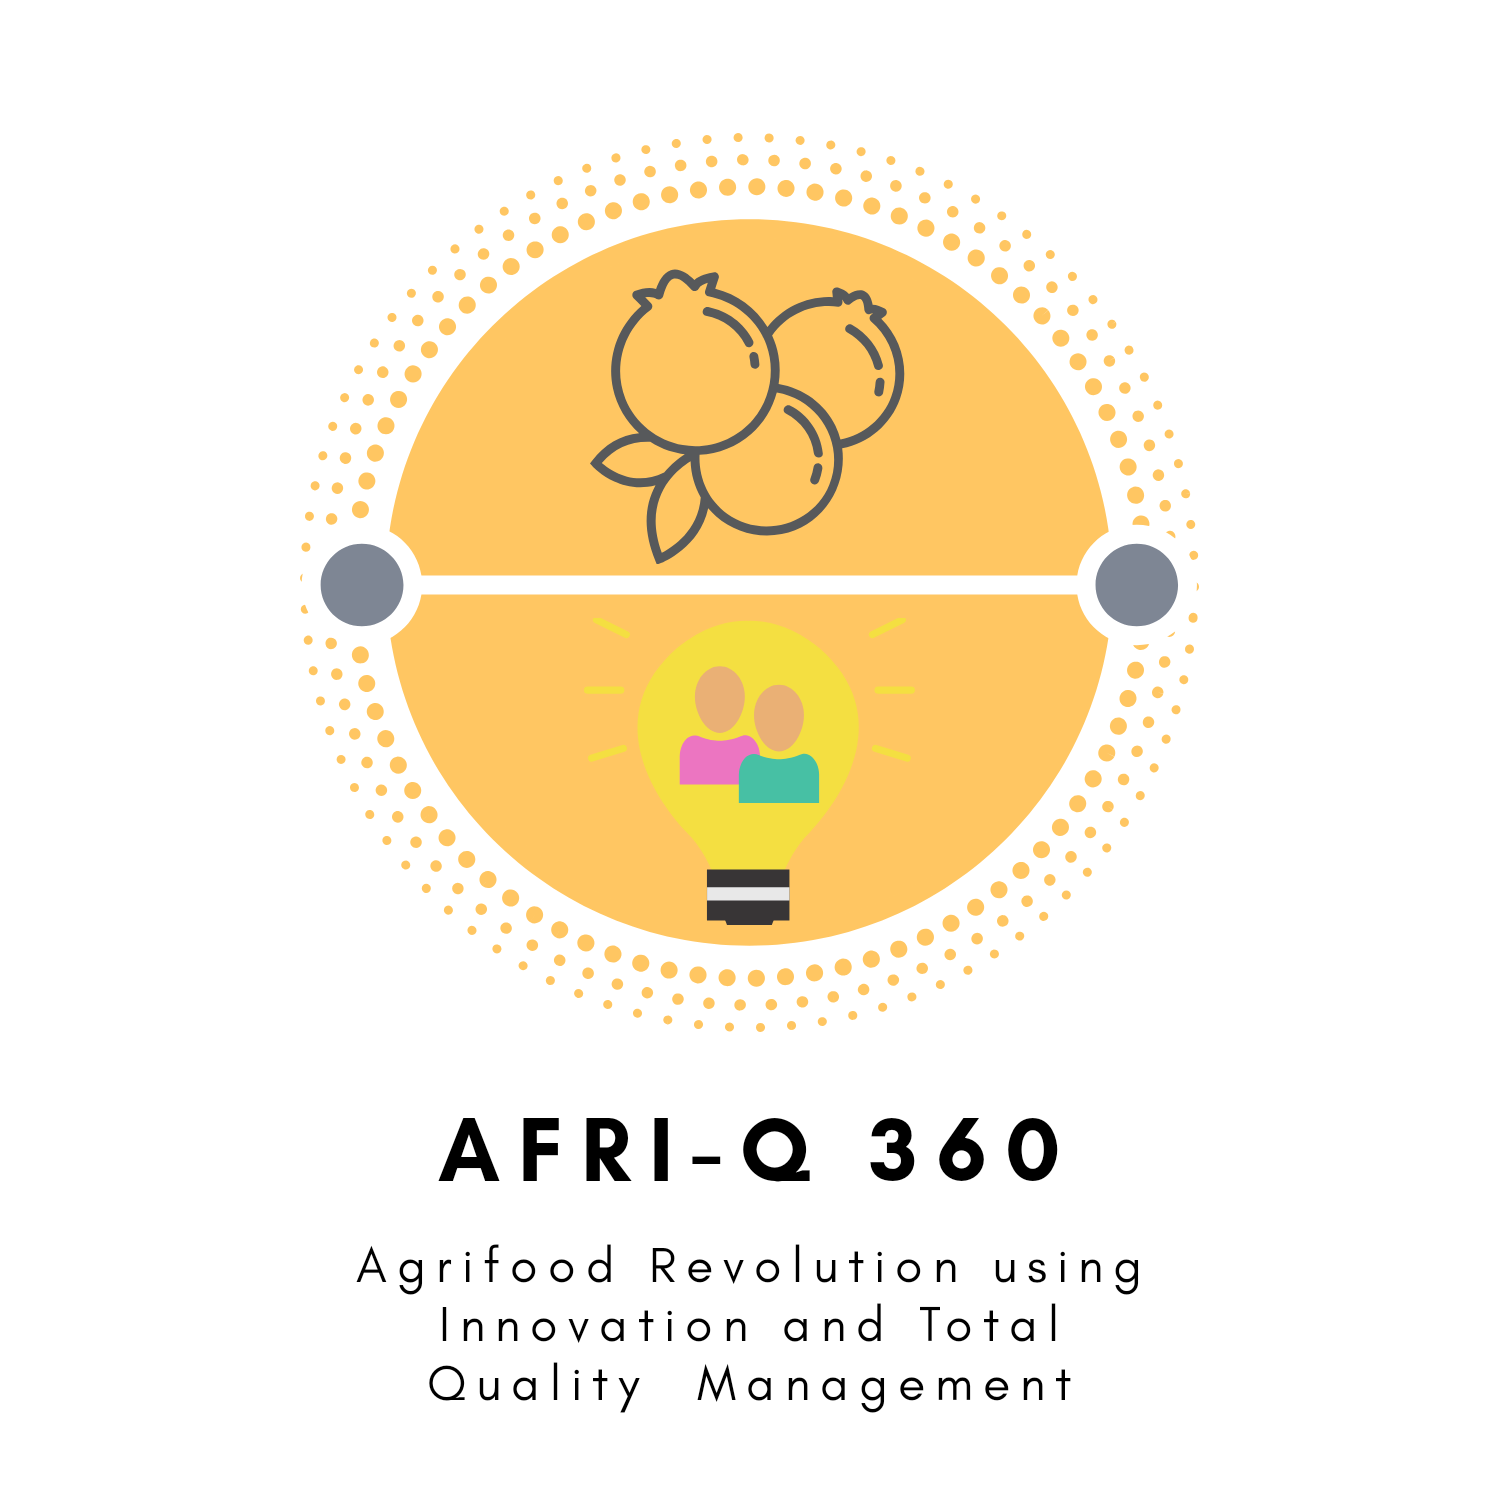 AFRI-Q 360
Agrifood Revolution using
Innovation and Total
Quality Management